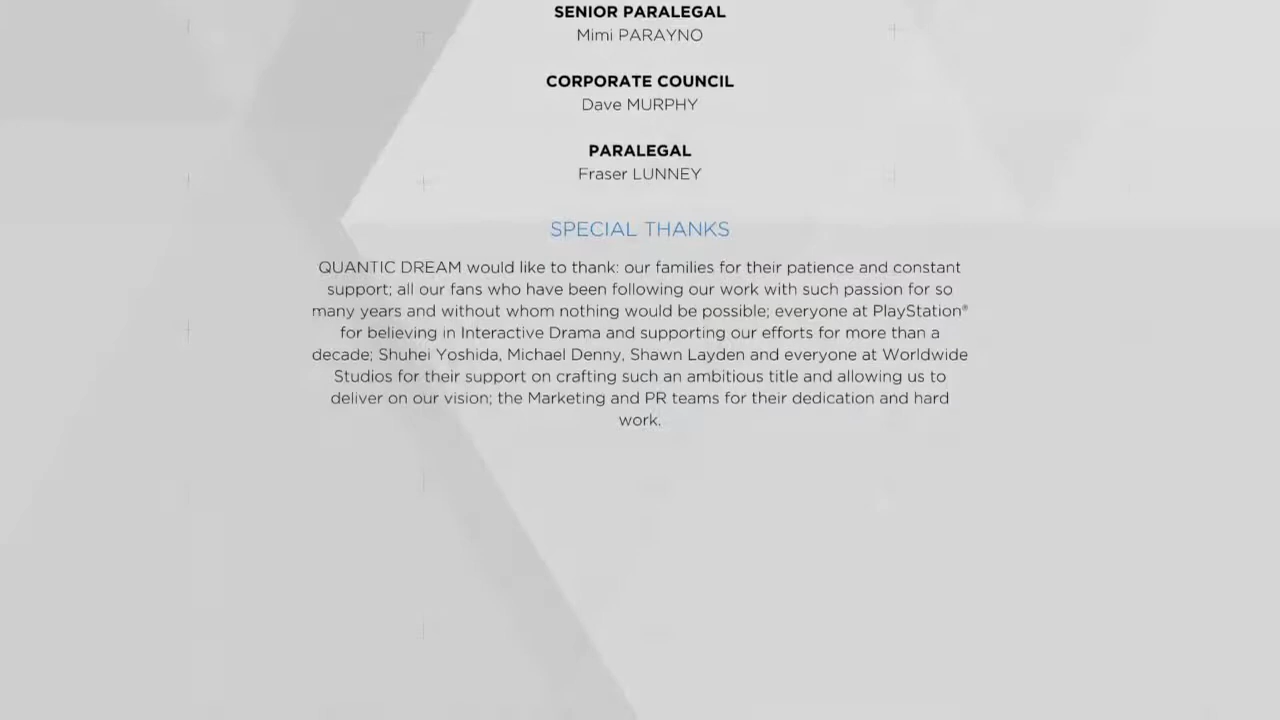 SENIOR PARALEGAL
Mimi PARAYNO
CORPORATE COUNCIL
Dave MURPHY
PARALEGAL
Fraser LUNNEY
SPECIAL THANKS
QUANTIC DREAM would like to thank: our families for their patience and constant
support; all our fans who have been following our work with such passion for so
many years and without whom nothing would be possible; everyone at PlayStation®
for believing in Interactive Drama and supporting our efforts for more than a
decade; Shuhei Yoshida, Michael Denny, Shawn Layden and everyone at Worldwide
Studios for their support on crafting such an ambitious title and allowing us to
deliver on our vision; the Marketing and PR teams for their dedication and hard
work.